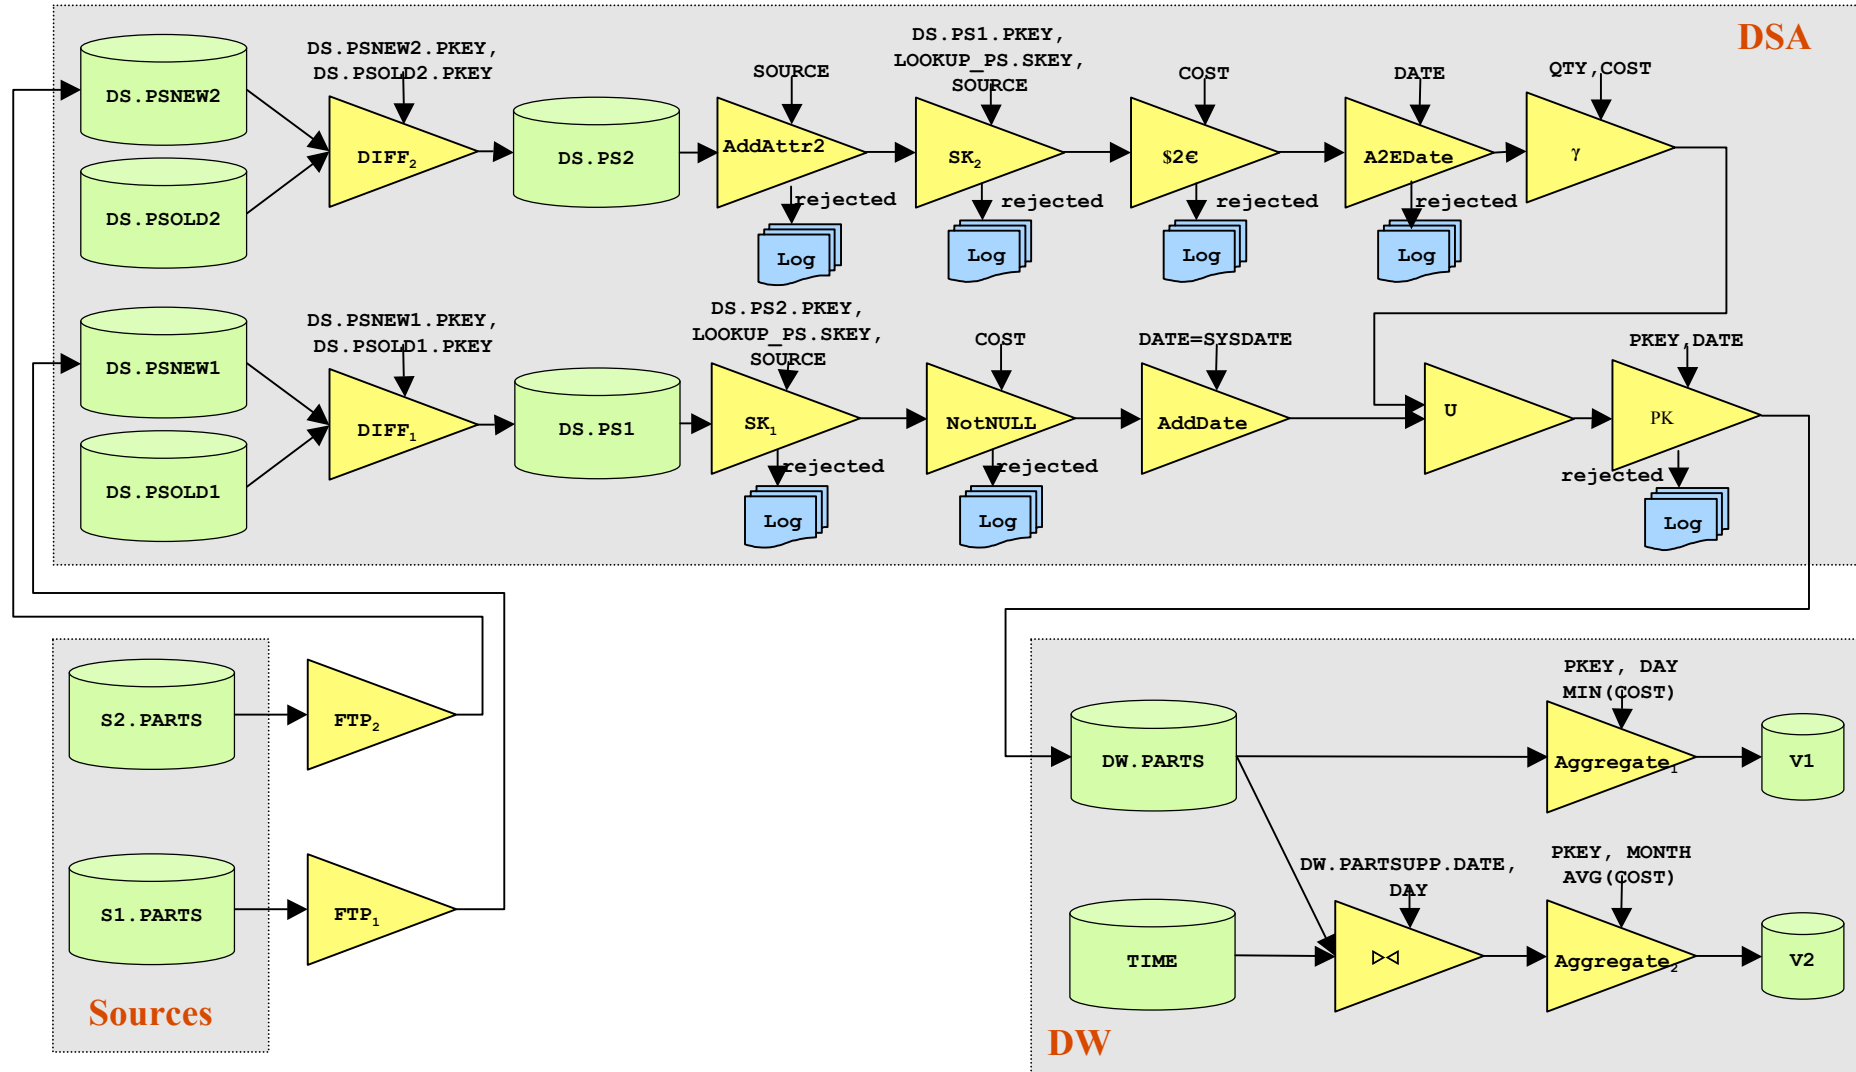 DSA
DS.PSNEW2.PKEY,
DS.PSOLD2.PKEY
SOURCE
DS.PS1.PKEY,
LOOKUP_PS.SKEY,
SOURCE
COST
DATE
QTY,COST
DS.PSNEW2
DS.PSOLD2
DIFF2
DS.PS2
AddAttr2
SK2
$2€
A2EDate
γ
rejected
rejected
rejected
rejected
Log
Log
Log
Log
DS.PSNEW1.PKEY,
DS.PSOLD1.PKEY
DS.PS2.PKEY,
LOOKUP_PS.SKEY,
SOURCE
COST
DATE=SYSDATE
PKEY,DATE
DS.PSNEW1
DS.PSOLD1
DIFF1
DS.PS1
SK1
NotNULL
AddDate
U
PK
rejected
rejected
rejected
Log
Log
Log
S2.PARTS
FTP2
S1.PARTS
FTP1
Sources
PKEY, DAY
MIN(COST)
DW.PARTS
Aggregate1
V1
DW.PARTSUPP.DATE,
DAY
PKEY, MONTH
AVG(COST)
TIME
⋈
Aggregate2
V2
DW